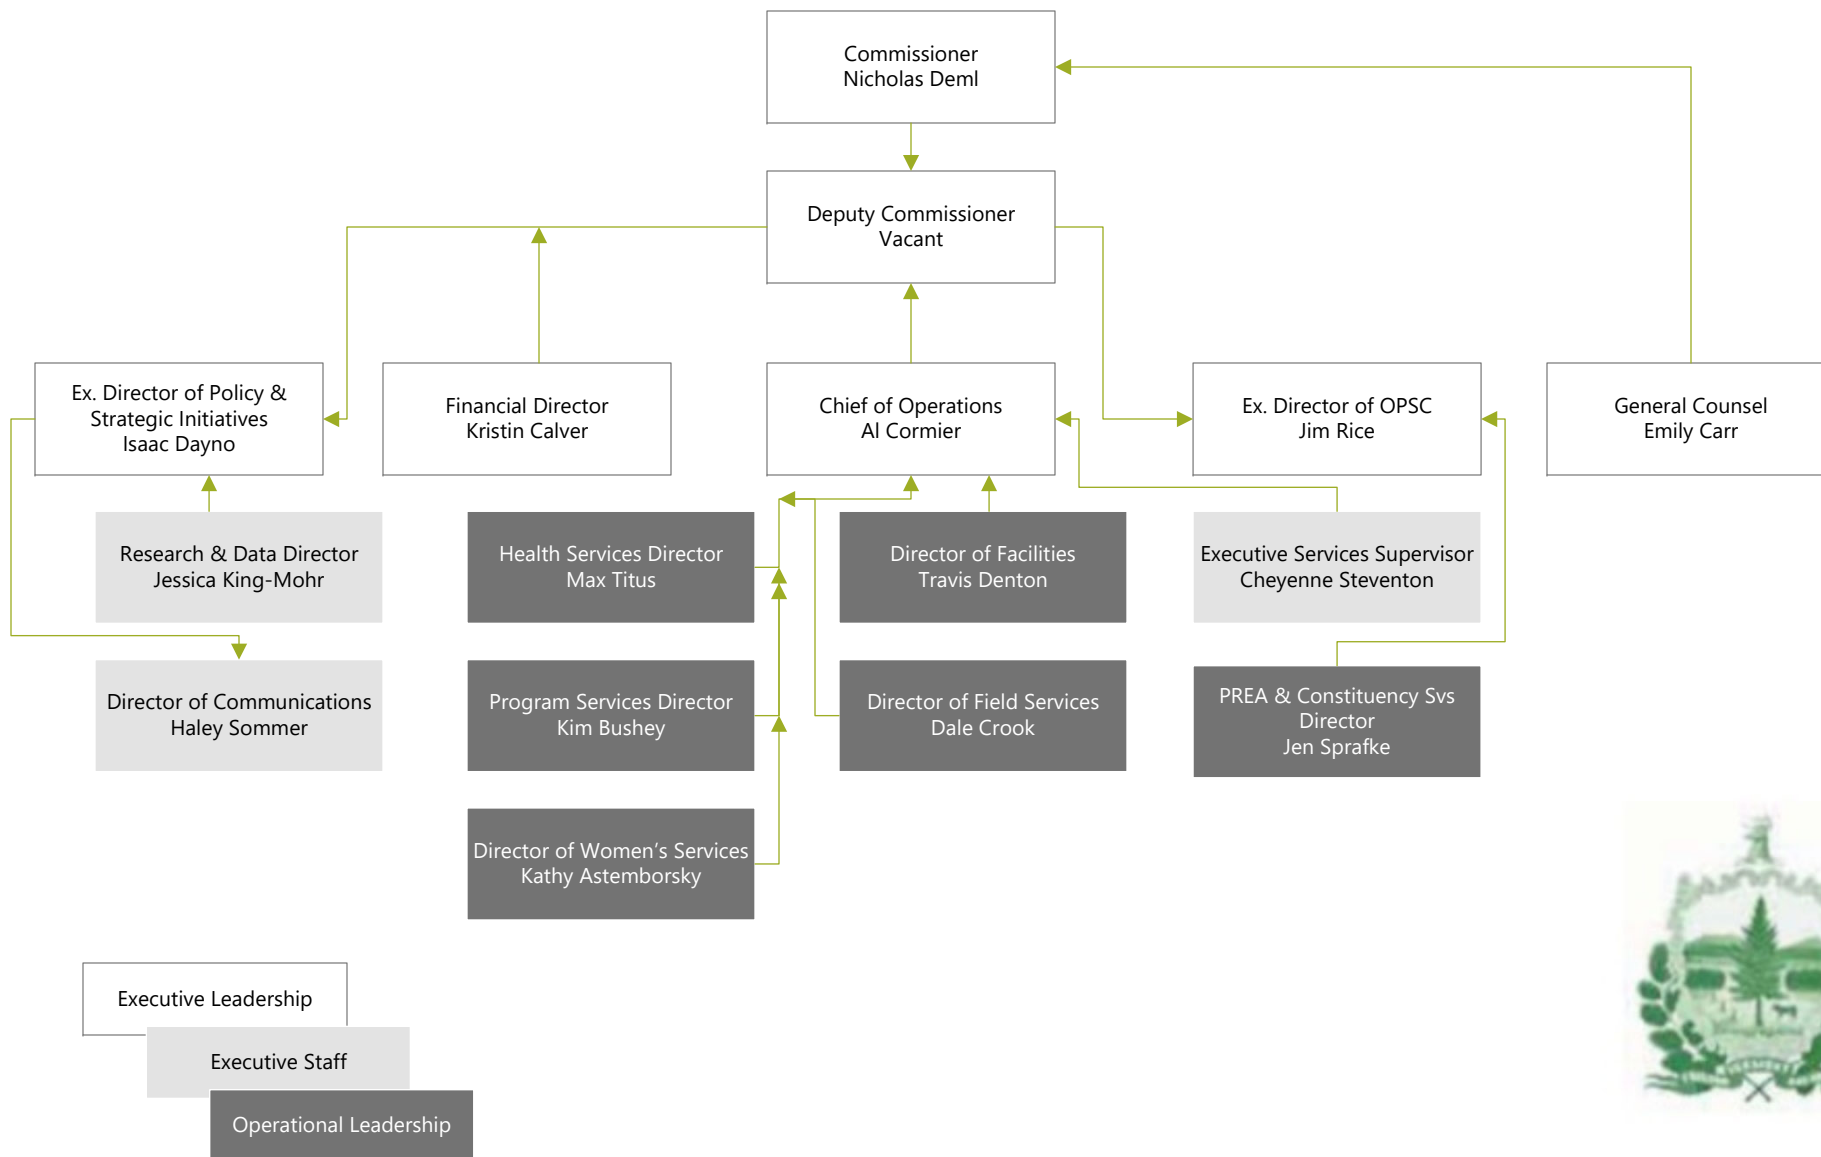 Commissioner
Nicholas Deml
Deputy Commissioner
Vacant
Ex. Director of Policy &
Strategic Initiatives
Isaac Dayno
Financial Director
Kristin Calver
Chief of Operations
Al Cormier
Ex. Director of OPSC
Jim Rice
General Counsel
Emily Carr
Research & Data Director
Jessica King-Mohr
Health Services Director
Max Titus
Director of Facilities
Travis Denton
Executive Services Supervisor
Cheyenne Steventon
Director of Communications
Haley Sommer
Program Services Director
Kim Bushey
Director of Field Services
Dale Crook
PREA & Constituency Svs
Director
Jen Sprafke
Director of Women’s Services
Kathy Astemborsky
Executive Leadership
Executive Staff
Operational Leadership